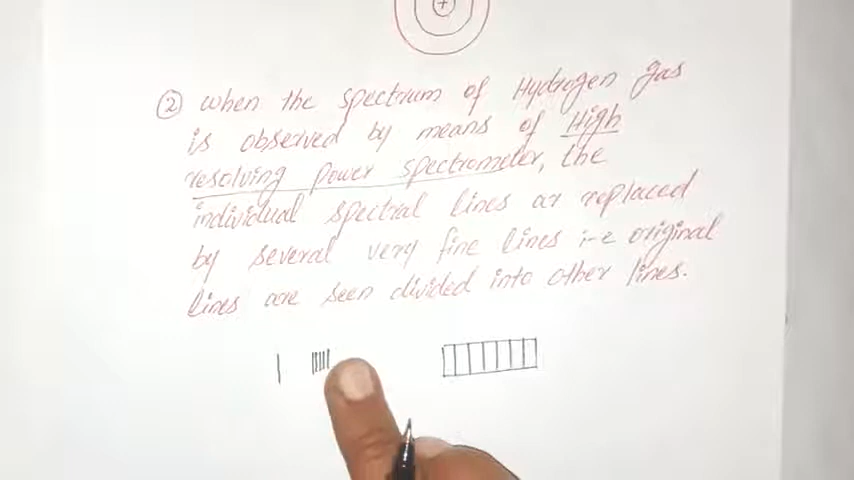 +
② when the spectrum of Hydrogen gas
is observed by means of High
resolving power spectrometer, the
individual spectral lines ar replaced
by several very fine lines i-e original
lines are seen divided into other lines.